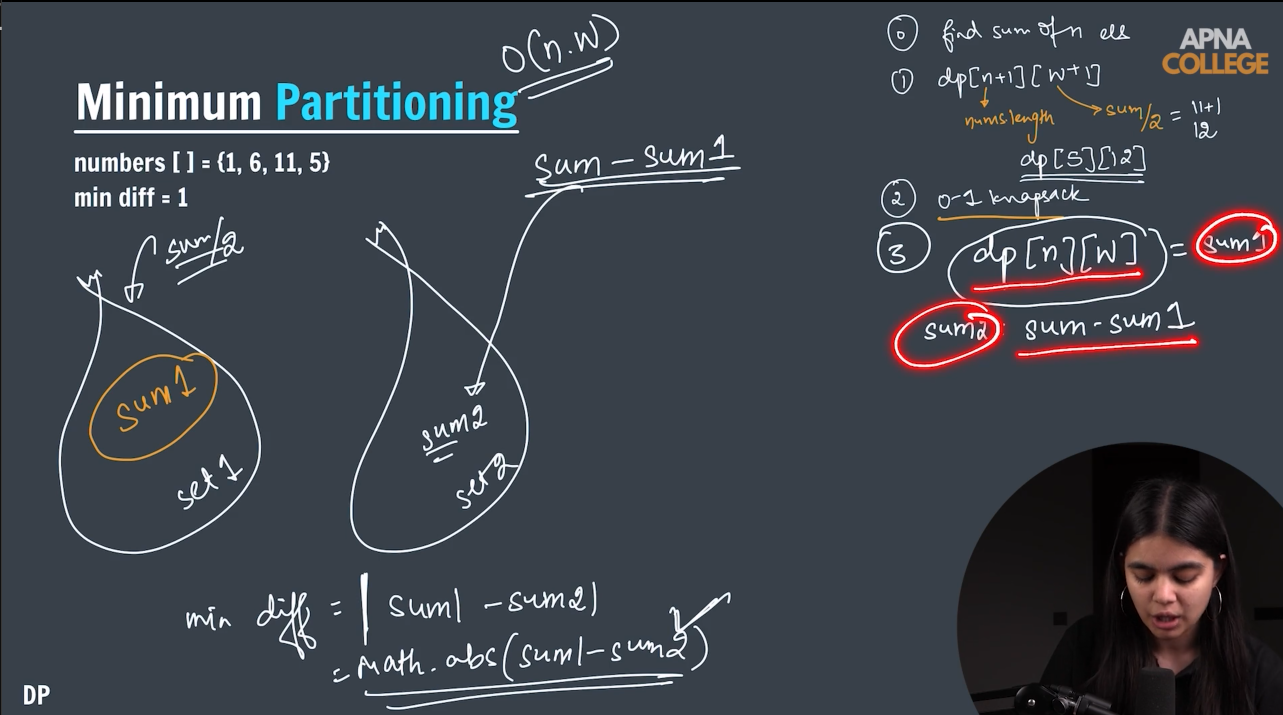 O(n.W)
Minimum Partitioning
numbers [ ] = {1, 6, 11, 5}
min diff = 1
sum/2
sum1
set 1
sum - sum1
sum2
set2
min diff = | sum1 - sum2|
= Math.abs(sum1-sum2)
DP
⓪ find sum of n els
① dp[n+1][W+1]
nums length
sum/2 = 11+1
12
dp[5][12]
② 0-1 knapsack
③ dp[n][W] = sum1
sum2 sum-sum1
APNA
COLLEGE